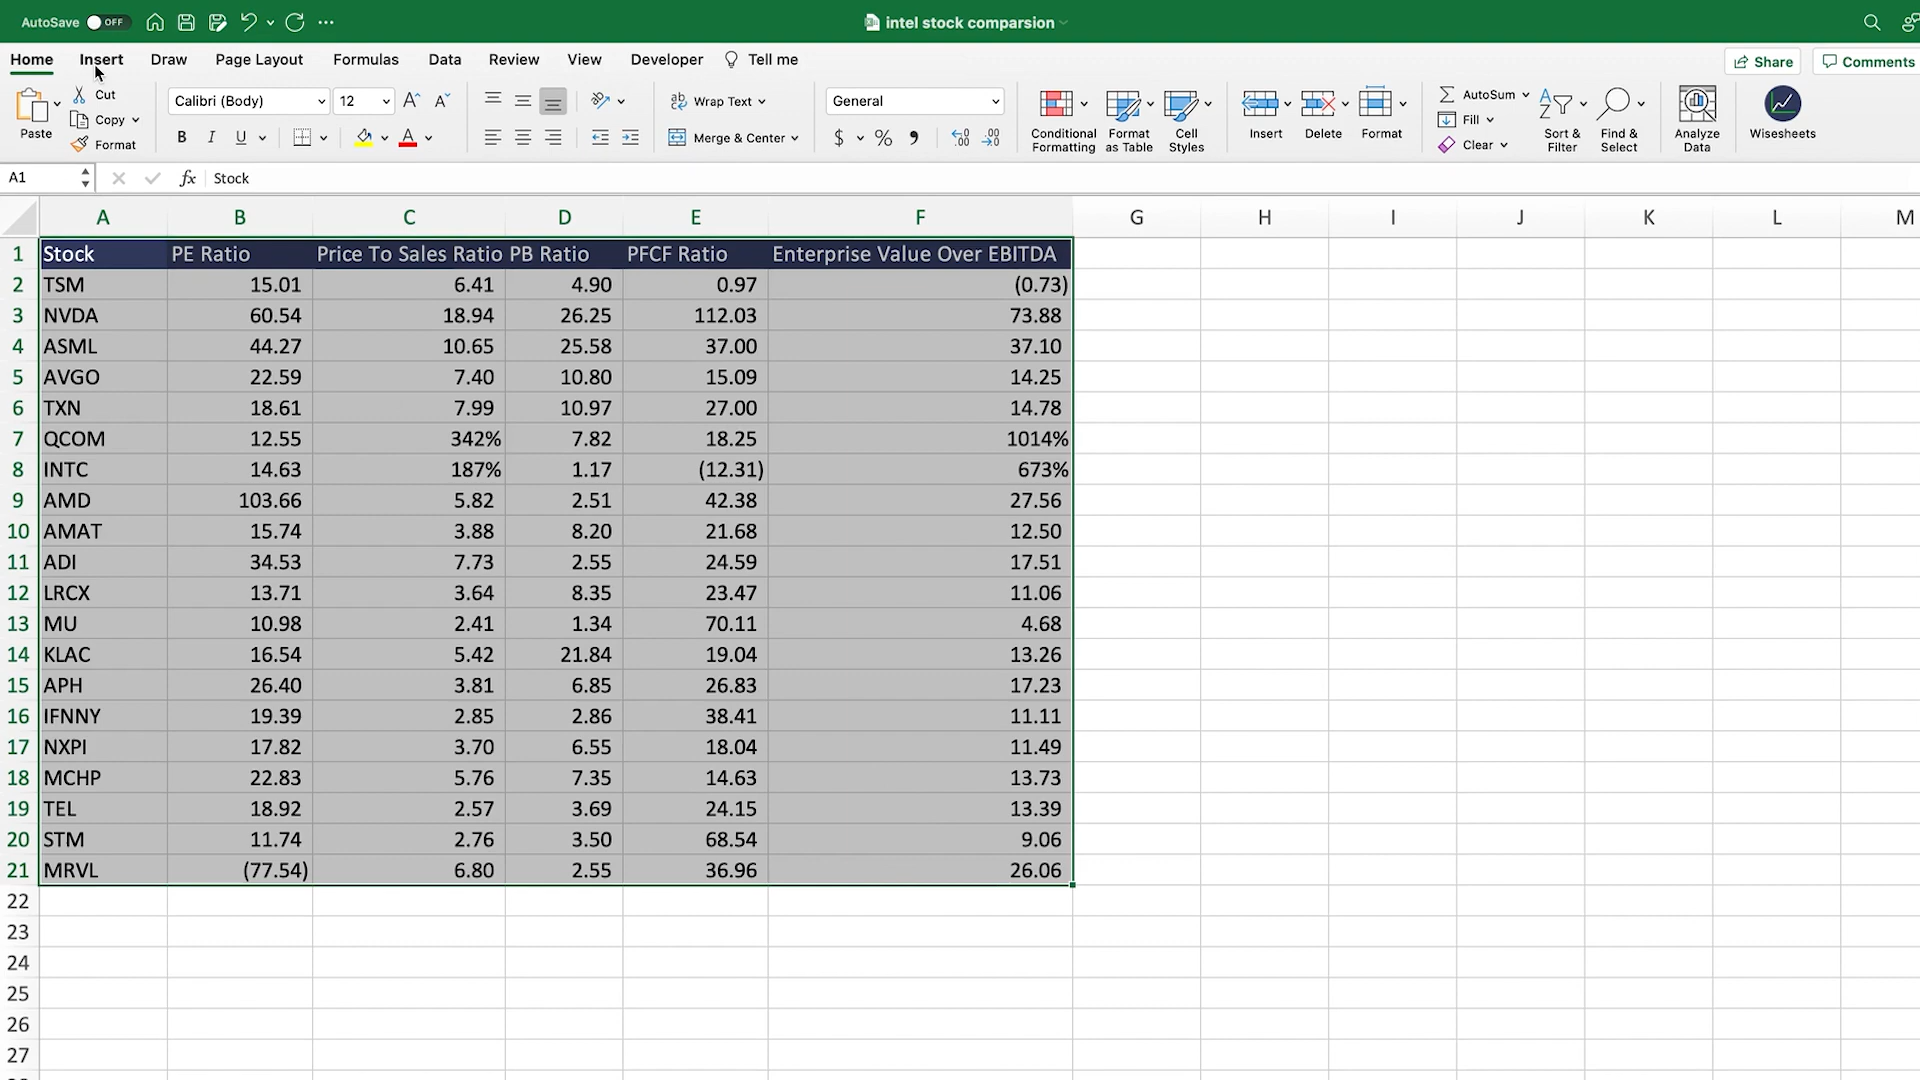 AutoSave OFF intel stock comparsion
Home Insert Draw Page Layout Formulas Data Review View Developer Tell me Share Comments
Paste Cut Copy Format
Calibri (Body) 12 A A
B I U A
Wrap Text
Merge & Center
General
$ % 
Conditional Formatting
Format as Table
Cell Styles
Insert Delete Format
AutoSum
Fill
Clear
Sort & Filter
Find & Select
Analyze Data
Wisesheets
A1 fx Stock
A B C D E F G H I J K L M
1 Stock PE Ratio Price To Sales Ratio PB Ratio PFCF Ratio Enterprise Value Over EBITDA
2 TSM 15.01 6.41 4.90 0.97 (0.73)
3 NVDA 60.54 18.94 26.25 112.03 73.88
4 ASML 44.27 10.65 25.58 37.00 37.10
5 AVGO 22.59 7.40 10.80 15.09 14.25
6 TXN 18.61 7.99 10.97 27.00 14.78
7 QCOM 12.55 342% 7.82 18.25 1014%
8 INTC 14.63 187% 1.17 (12.31) 673%
9 AMD 103.66 5.82 2.51 42.38 27.56
10 AMAT 15.74 3.88 8.20 21.68 12.50
11 ADI 34.53 7.73 2.55 24.59 17.51
12 LRCX 13.71 3.64 8.35 23.47 11.06
13 MU 10.98 2.41 1.34 70.11 4.68
14 KLAC 16.54 5.42 21.84 19.04 13.26
15 APH 26.40 3.81 6.85 26.83 17.23
16 IFNNY 19.39 2.85 2.86 38.41 11.11
17 NXPI 17.82 3.70 6.55 18.04 11.49
18 MCHP 22.83 5.76 7.35 14.63 13.73
19 TEL 18.92 2.57 3.69 24.15 13.39
20 STM 11.74 2.76 3.50 68.54 9.06
21 MRVL (77.54) 6.80 2.55 36.96 26.06
22
23
24
25
26
27